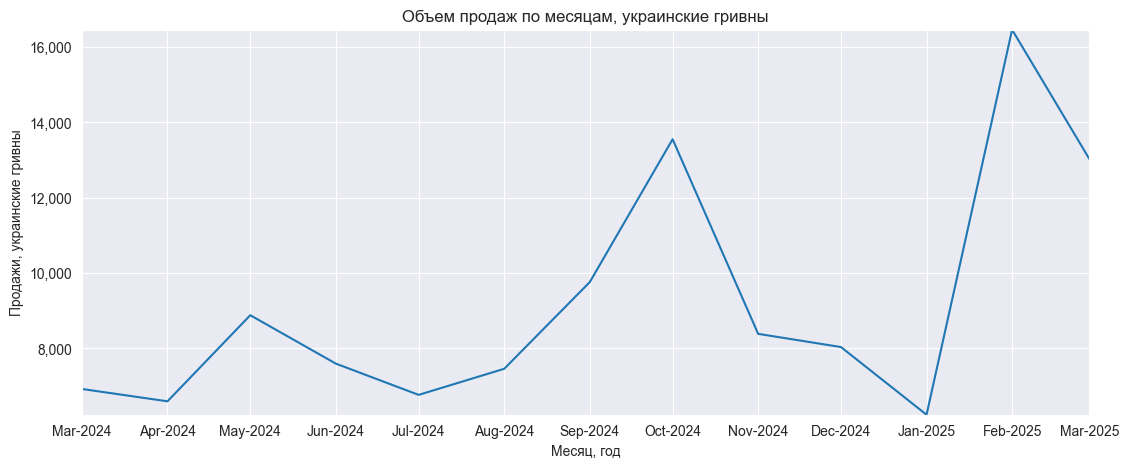 Объем продаж по месяцам, украинские гривны
Продажи, украинские гривны
16,000
14,000
12,000
10,000
8,000
Mar-2024 Apr-2024 May-2024 Jun-2024 Jul-2024 Aug-2024 Sep-2024 Oct-2024 Nov-2024 Dec-2024 Jan-2025 Feb-2025 Mar-2025
Месяц, год